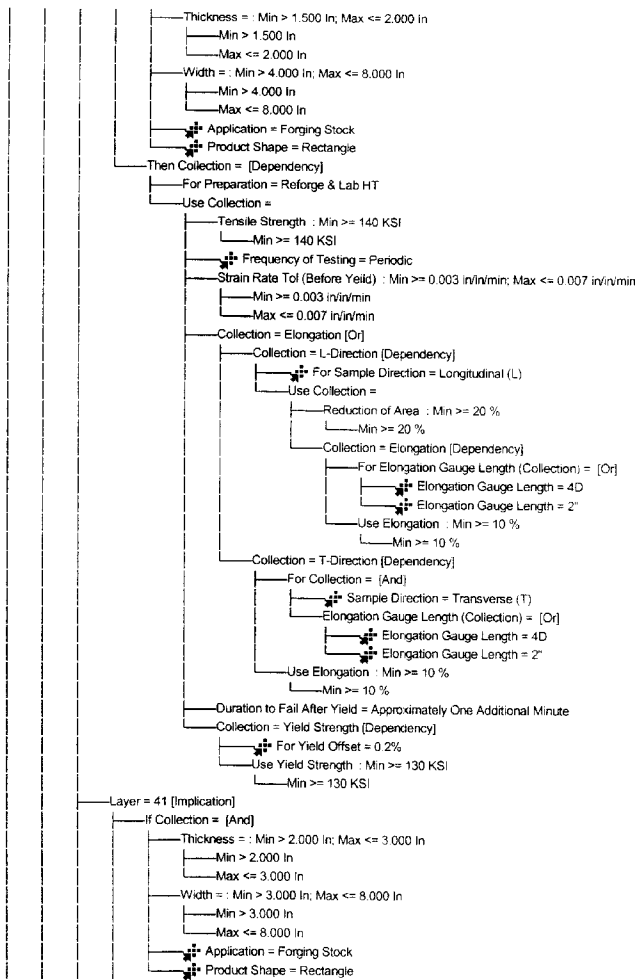 Thickness = : Min > 1.500 In; Max <= 2.000 In
Min > 1.500 In
Max <= 2.000 In
Width = : Min > 4.000 In; Max <= 8.000 In
Min > 4.000 In
Max <= 8.000 In
Application = Forging Stock
Product Shape = Rectangle
Then Collection = [Dependency]
For Preparation = Reforge & Lab HT
Use Collection =
Tensile Strength : Min >= 140 KSI
Min >= 140 KSI
Frequency of Testing = Periodic
Strain Rate Tol (Before Yeild) : Min >= 0.003 in/in/min; Max <= 0.007 in/in/min
Min >= 0.003 in/in/min
Max <= 0.007 in/in/min
Collection = Elongation [Or]
Collection = L-Direction [Dependency]
For Sample Direction = Longitudinal (L)
Use Collection =
Reduction of Area : Min >= 20 %
Min >= 20 %
Collection = Elongation [Dependency]
For Elongation Gauge Length (Collection) = [Or]
Elongation Gauge Length = 4D
Elongation Gauge Length = 2"
Use Elongation : Min >= 10 %
Min >= 10 %
Collection = T-Direction [Dependency]
For Collection = [And]
Sample Direction = Transverse (T)
Elongation Gauge Length (Collection) = [Or]
Elongation Gauge Length = 4D
Elongation Gauge Length = 2"
Use Elongation : Min >= 10 %
Min >= 10 %
Duration to Fail After Yield = Approximately One Additional Minute
Collection = Yield Strength [Dependency]
For Yield Offset = 0.2%
Use Yield Strength : Min >= 130 KSI
Min >= 130 KSI
Layer = 41 [Implication]
If Collection = [And]
Thickness = : Min > 2.000 In; Max <= 3.000 In
Min > 2.000 In
Max <= 3.000 In
Width = : Min > 3.000 In; Max <= 8.000 In
Min > 3.000 In
Max <= 8.000 In
Application = Forging Stock
Product Shape = Rectangle